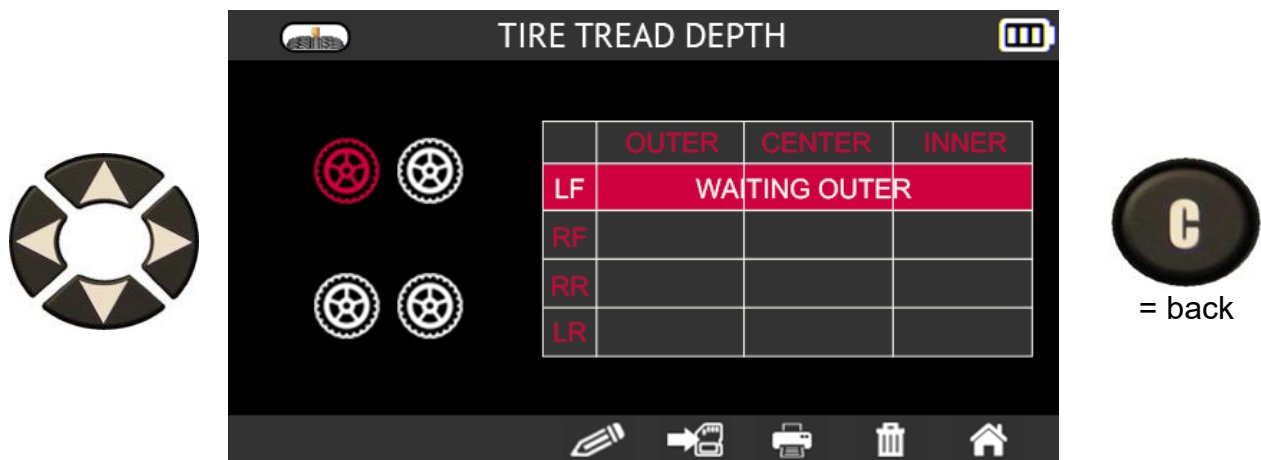 TIRE TREAD DEPTH
OUTER CENTER INNER
LF WAITING OUTER
RF
RR
LR
C
= back